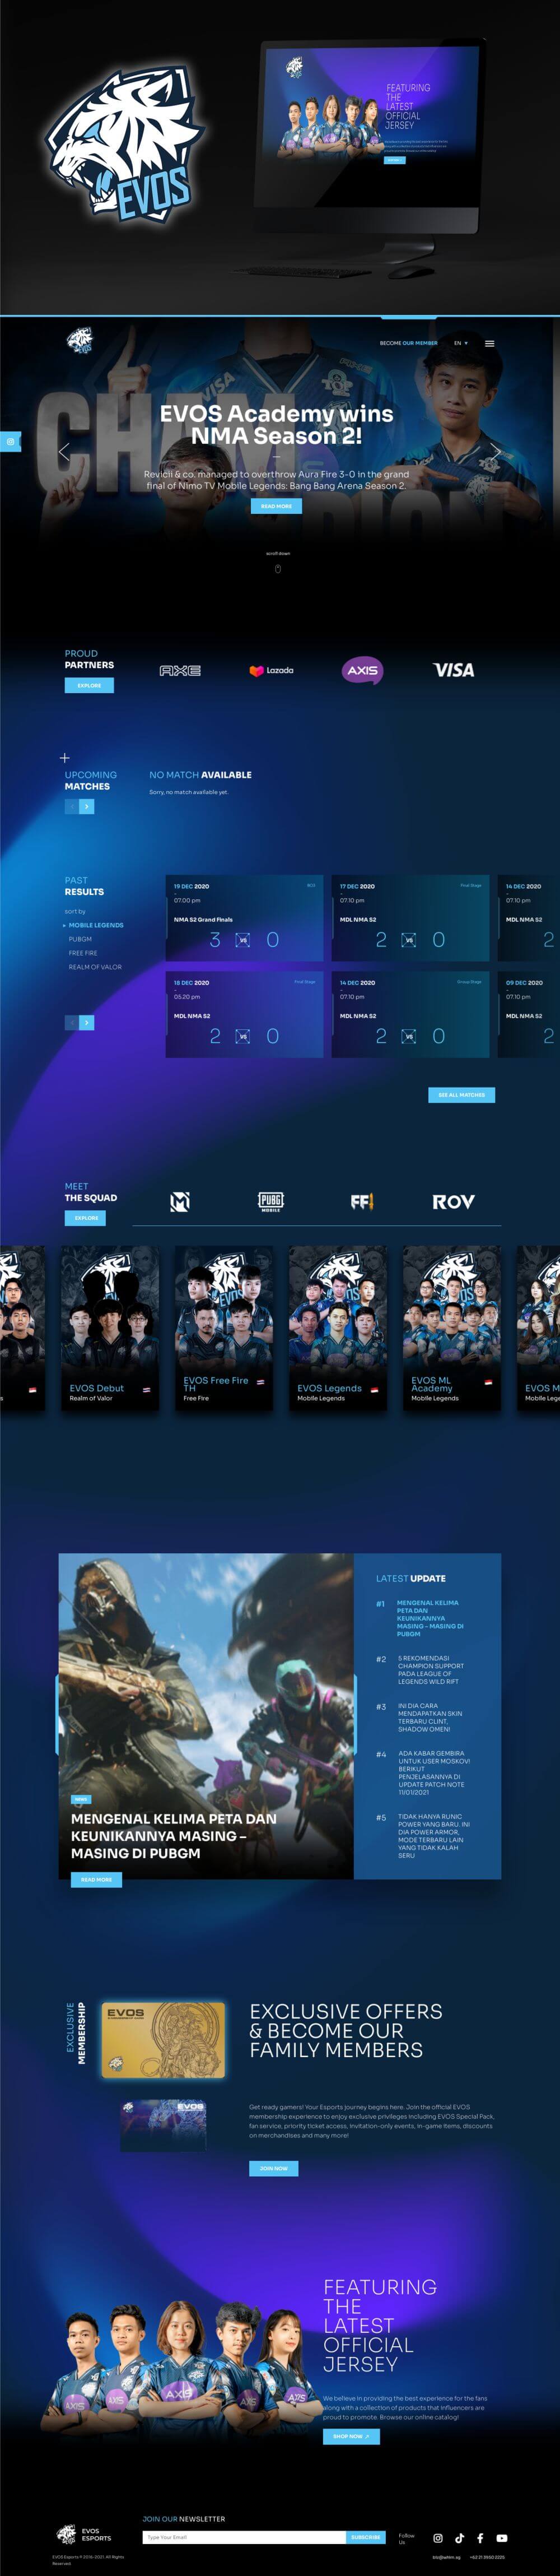 EVOS
FEATURING
THE
LATEST
OFFICIAL
JERSEY
BECOME OUR MEMBER
EN
EVOS Academy wins
NMA Season 2!
Revicii & co. managed to overthrow Aura Fire 3-0 in the grand
final of Nimo TV Mobile Legends: Bang Bang Arena Season 2.
READ MORE
scroll down
PROUD
PARTNERS
EXPLORE
AXE
Lazada
AXIS
VISA
UPCOMING
MATCHES
NO MATCH AVAILABLE
Sorry, no match available yet.
PAST
RESULTS
sort by
MOBILE LEGENDS
PUBGM
FREE FIRE
REALM OF VALOR
19 DEC 2020
07.00 pm
NMA S2 Grand Finals
3 VS 0
17 DEC 2020
Final Stage
07.10 pm
MDL NMA S2
2 VS 0
14 DEC 2020
07.10 pm
MDL NMA S2
2
18 DEC 2020
Final Stage
05.20 pm
MDL NMA S2
2 VS 0
14 DEC 2020
Group Stage
07.10 pm
MDL NMA S2
2 VS 0
09 DEC 2020
07.10 pm
MDL NMA S2
2
SEE ALL MATCHES
MEET
THE SQUAD
EXPLORE
PUBG
MOBILE
FF
ROV
EVOS Debut
Realm of Valor
EVOS Free Fire
TH
Free Fire
EVOS Legends
Mobile Legends
EVOS ML
Academy
Mobile Legends
EVOS M
Mobile Lege
LATEST UPDATE
#1 MENGENAL KELIMA
PETA DAN
KEUNIKANNYA
MASING – MASING DI
PUBGM
#2 5 REKOMENDASI
CHAMPION SUPPORT
PADA LEAGUE OF
LEGENDS WILD RIFT
#3 INI DIA CARA
MENDAPATKAN SKIN
TERBARU CLINT,
SHADOW OMEN!
#4 ADA KABAR GEMBIRA
UNTUK USER MOSKOV!
BERIKUT
PENJELASANNYA DI
UPDATE PATCH NOTE
11/01/2021
#5 TIDAK HANYA RUNIC
POWER YANG BARU. INI
DIA POWER ARMOR,
MODE TERBARU LAIN
YANG TIDAK KALAH
SERU
NEWS
MENGENAL KELIMA PETA DAN
KEUNIKANNYA MASING –
MASING DI PUBGM
READ MORE
EXCLUSIVE
MEMBERSHIP
EVOS
EVOS
EXCLUSIVE OFFERS
& BECOME OUR
FAMILY MEMBERS
Get ready gamers! Your Esports journey begins here. Join the official EVOS
membership experience to enjoy exclusive privileges including EVOS Special Pack,
fan service, priority ticket access, invitation-only events, in-game items, discounts
on merchandises and many more!
JOIN NOW
FEATURING
THE
LATEST
OFFICIAL
JERSEY
We believe in providing the best experience for the fans
along with a collection of products that influencers are
proud to promote. Browse our online catalog!
SHOP NOW
AXIS
AXIS
AXIS
AXIS
AXIS
JOIN OUR NEWSLETTER
EVOS
ESPORTS
Type Your Email
SUBSCRIBE
Follow
Us
EVOS Esports © 2016-2021. All Rights
Reserved.